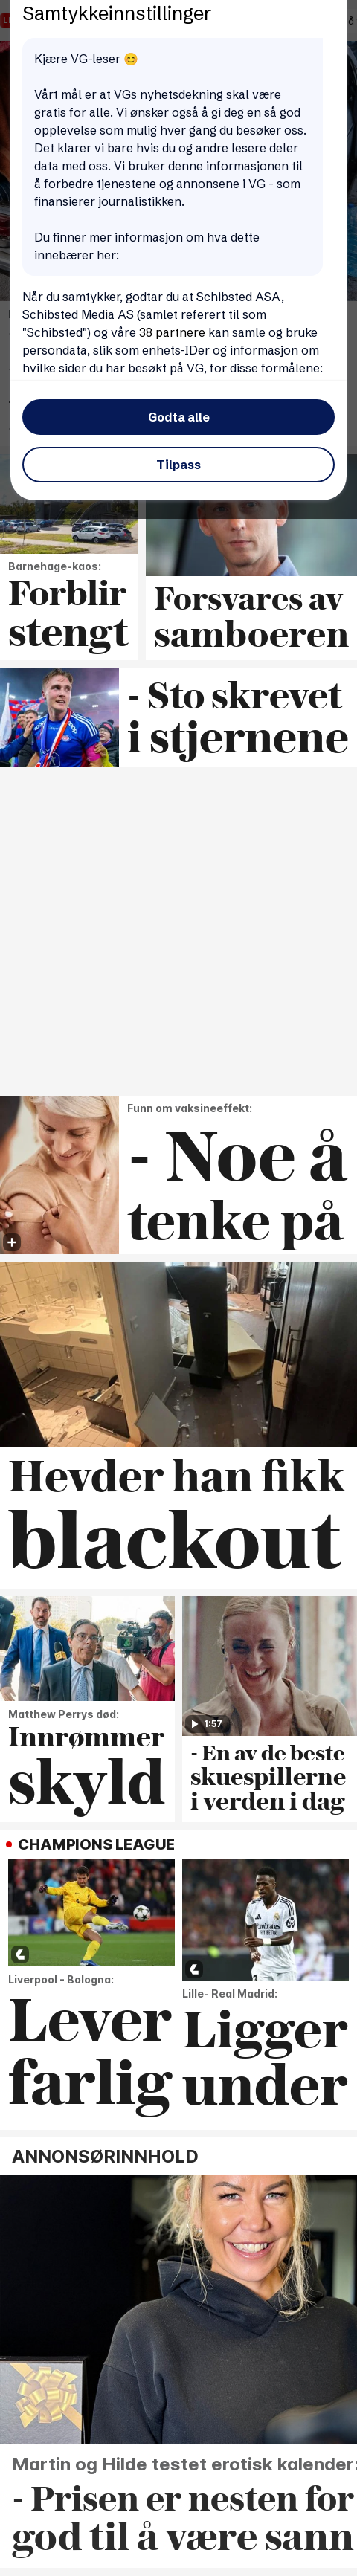 Samtykkeinnstillinger
Kjære VG-leser 😊
Vårt mål er at VGs nyhetsdekning skal være
gratis for alle. Vi ønsker også å gi deg en så god
opplevelse som mulig hver gang du besøker oss.
Det klarer vi bare hvis du og andre lesere deler
data med oss. Vi bruker denne informasjonen til
å forbedre tjenestene og annonsene i VG - som
finansierer journalistikken.
Du finner mer informasjon om hva dette
innebærer her:
Når du samtykker, godtar du at Schibsted ASA,
Schibsted Media AS (samlet referert til som
"Schibsted") og våre 38 partnere kan samle og bruke
persondata, slik som enhets-IDer og informasjon om
hvilke sider du har besøkt på VG, for disse formålene:
Godta alle
Tilpass
Barnehage-kaos:
Forblir
stengt
Forsvares av
samboeren
- Sto skrevet
i stjernene
Funn om vaksineeffekt:
- Noe å
tenke på
Hevder han fikk
blackout
Matthew Perrys død:
Innrømmer
skyld
1:57
- En av de beste
skuespillerne
i verden i dag
CHAMPIONS LEAGUE
Liverpool - Bologna:
Lever
farlig
Lille- Real Madrid:
Ligger
under
ANNONSØRINNHOLD
Martin og Hilde testet erotisk kalender:
- Prisen er nesten for
god til å være sann